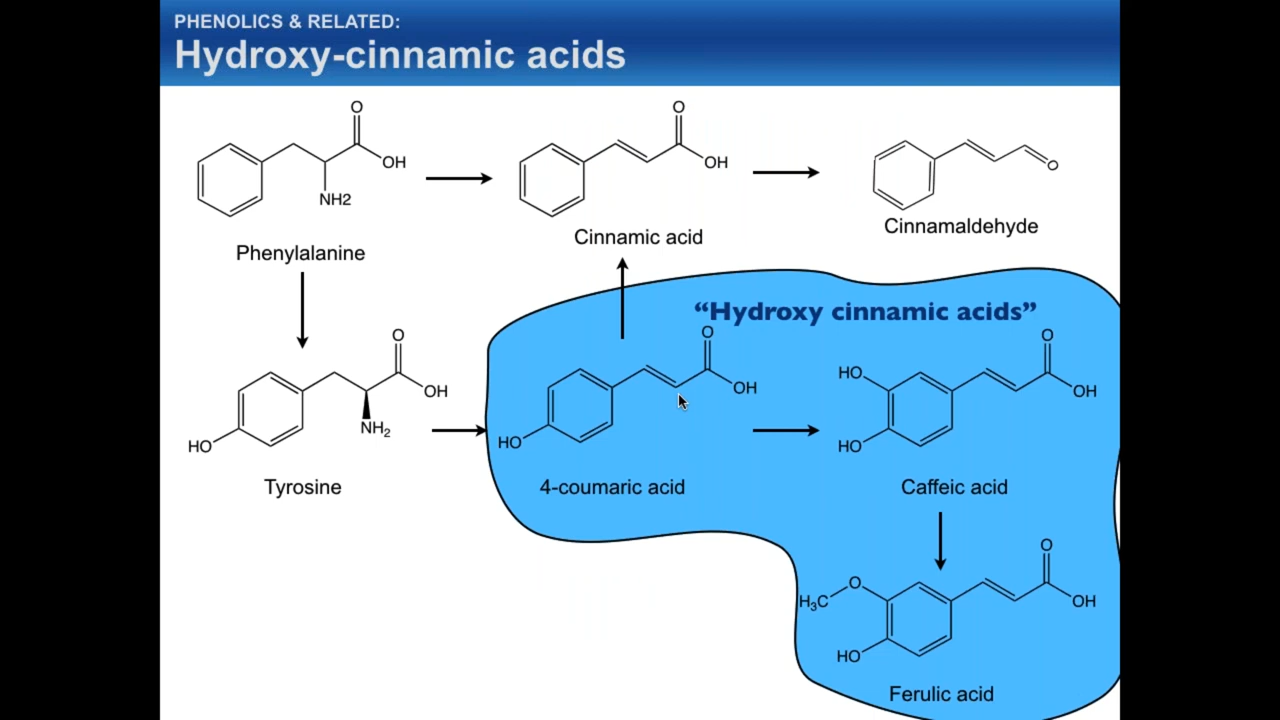 PHENOLICS & RELATED:
Hydroxy-cinnamic acids
O
OH
NH2
Phenylalanine
O
OH
Cinnamic acid
O
Cinnamaldehyde
“Hydroxy cinnamic acids”
O
OH
NH₂
HO
Tyrosine
O
OH
HO
4-coumaric acid
O
HO
OH
HO
Caffeic acid
O
O
H₃C
OH
HO
Ferulic acid